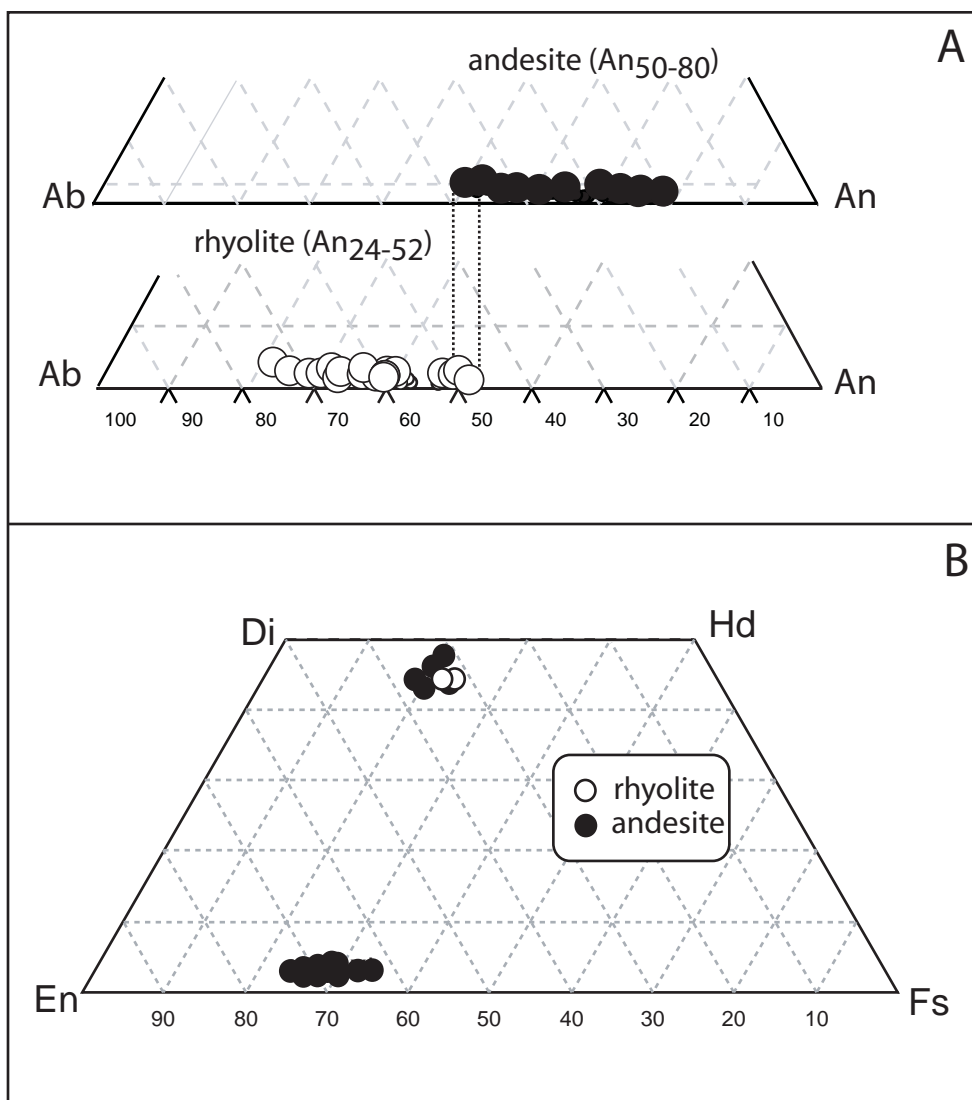 A
andesite (An50-80)
Ab An
rhyolite (An24-52)
Ab An
100 90 80 70 60 50 40 30 20 10
B
Di Hd
rhyolite
andesite
En Fs
90 80 70 60 50 40 30 20 10